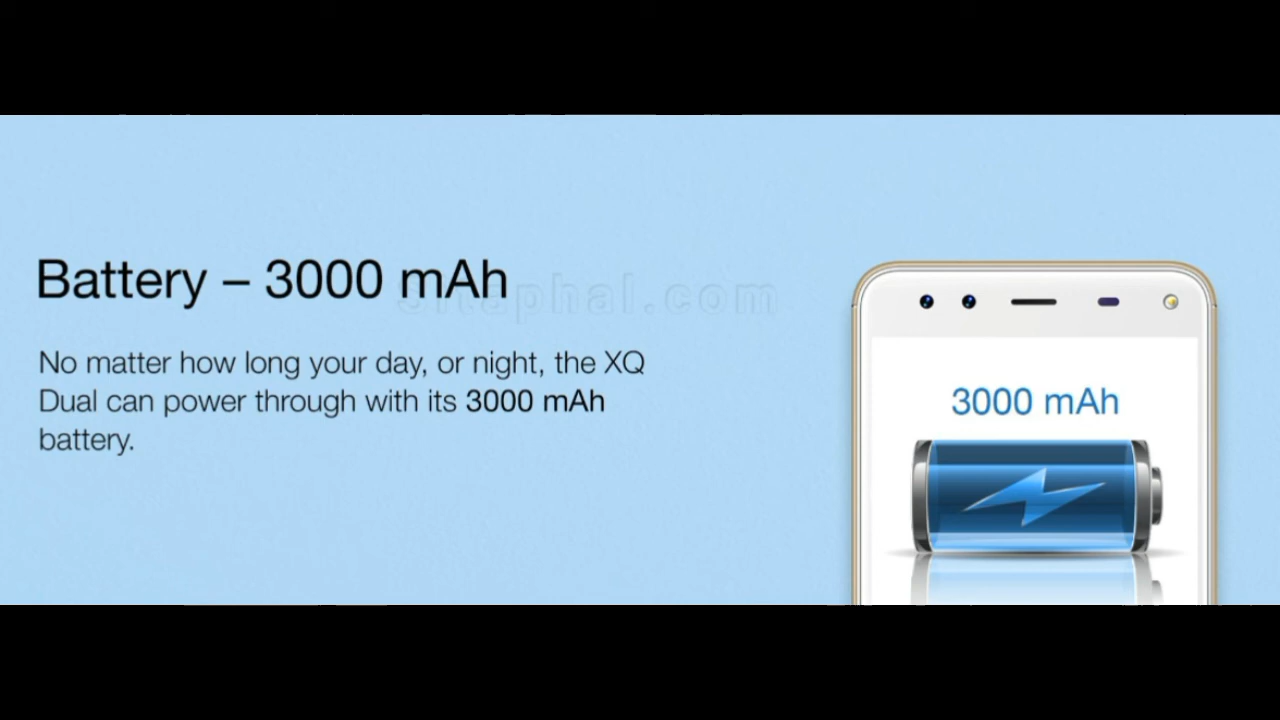 Battery – 3000 mAh
No matter how long your day, or night, the XQ
Dual can power through with its 3000 mAh
battery.
3000 mAh